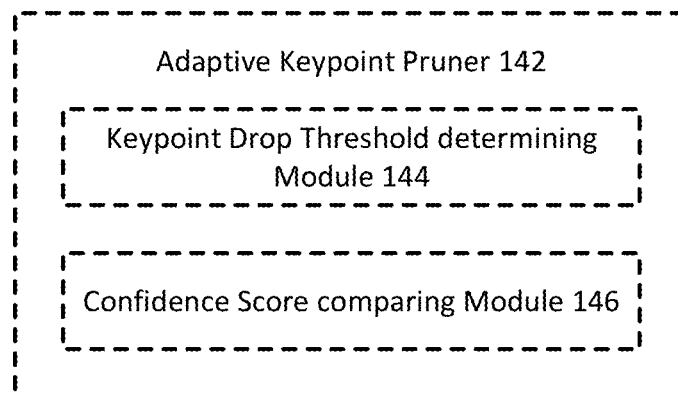 Adaptive Keypoint Pruner 142
Keypoint Drop Threshold determining
Module 144
Confidence Score comparing Module 146